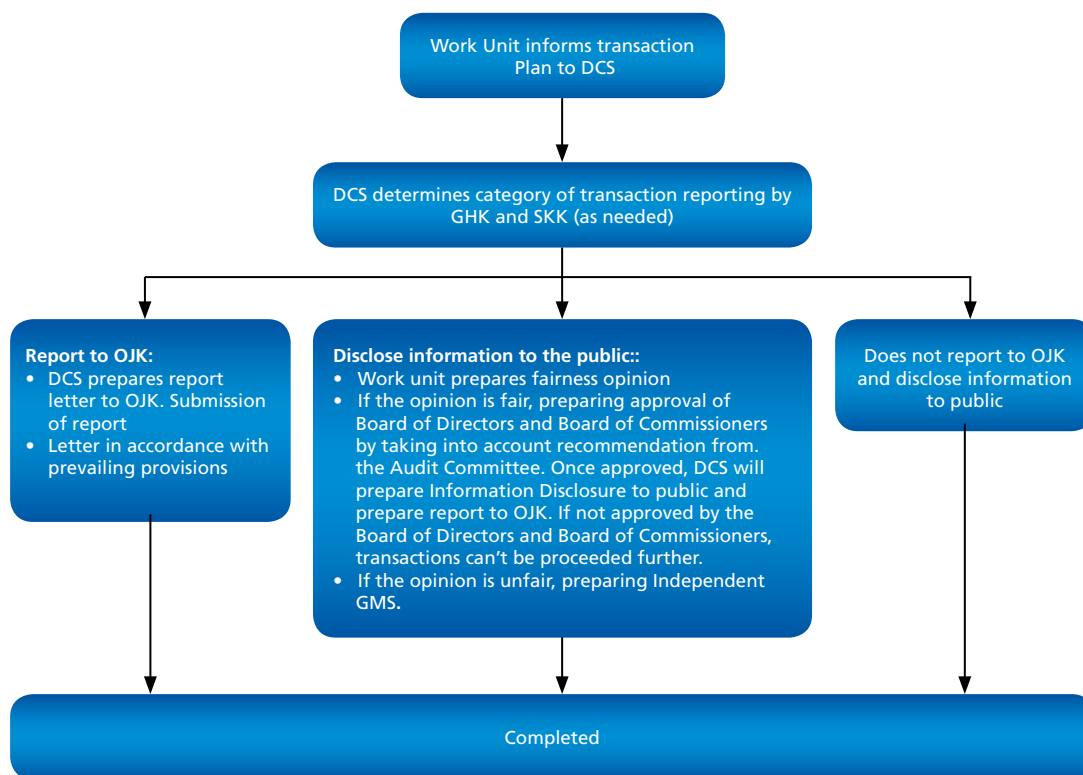 Work Unit informs transaction
Plan to DCS
DCS determines category of transaction reporting by
GHK and SKK (as needed)
Report to OJK:
• DCS prepares report
letter to OJK. Submission
of report
• Letter in accordance with
prevailing provisions
Disclose information to the public::
• Work unit prepares fairness opinion
• If the opinion is fair, preparing approval of
Board of Directors and Board of Commissioners
by taking into account recommendation from.
the Audit Committee. Once approved, DCS will
prepare Information Disclosure to public and
prepare report to OJK. If not approved by the
Board of Directors and Board of Commissioners,
transactions can't be proceeded further.
• If the opinion is unfair, preparing Independent
GMS.
Does not report to OJK
and disclose information
to public
Completed